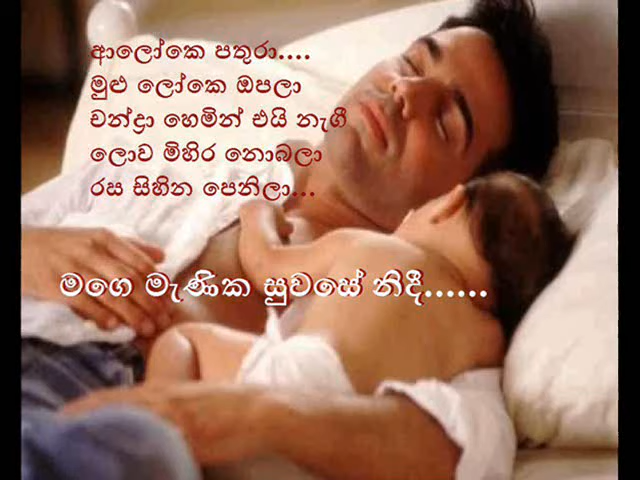 ආලෝකෙ පතුරා....
මුළු ලෝකෙ ඔපලා
චන්ද්‍රා හෙමින් එයි නැගී
ලොව මිහිර නොබලා
රස සිහින පෙනිලා...
මගෙ මැණික සුවසේ නිදී......